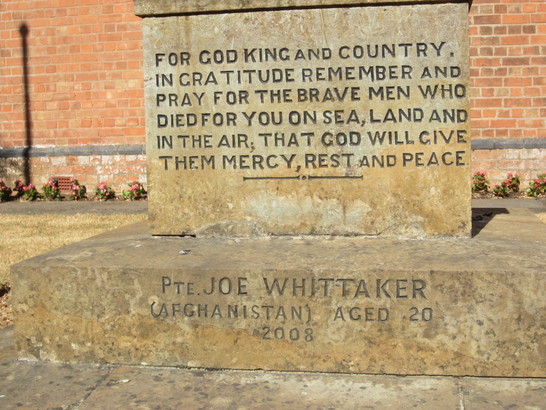 FOR GOD KING AND COUNTRY.
IN GRATITUDE REMEMBER AND
PRAY FOR THE BRAVE MEN WHO
DIED FOR YOU ON SEA, LAND AND
IN THE AIR, THAT GOD WILL GIVE
THEM MERCY, REST AND PEACE
PTE. JOE WHITTAKER
(AFGHANISTAN) AGED 20
2008